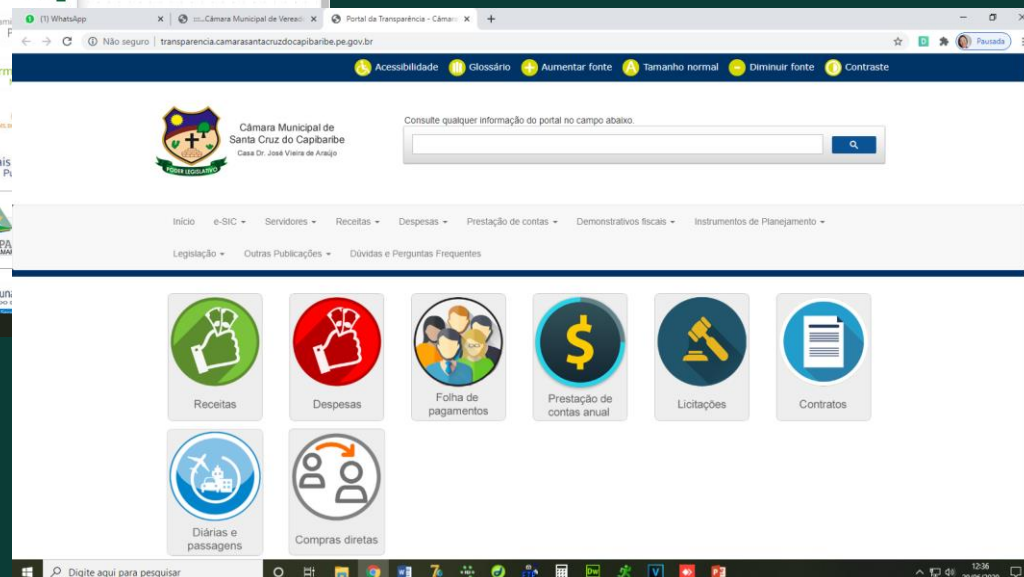 (1) WhatsApp
:::...Câmara Municipal de Veread
Portal da Transparência - Câmar
Não seguro | transparencia.camarasantacruzdocapibaribe.pe.gov.br
Pausada
Acessibilidade Glossário Aumentar fonte Tamanho normal Diminuir fonte Contraste
Câmara Municipal de
Santa Cruz do Capibaribe
Casa Dr. José Vieira de Araújo
PODER LEGISLATIVO
Consulte qualquer informação do portal no campo abaixo.
Início e-SIC Servidores Receitas Despesas Prestação de contas Demonstrativos fiscais Instrumentos de Planejamento
Legislação Outras Publicações Dúvidas e Perguntas Frequentes
Receitas
Despesas
Folha de
pagamentos
Prestação de
contas anual
Licitações
Contratos
Diárias e
passagens
Compras diretas
Digite aqui para pesquisar
12:36